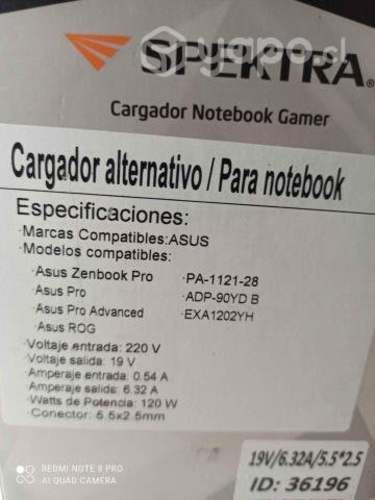 SPEKTRA
yapo.cl
Cargador Notebook Gamer
Cargador alternativo / Para notebook
Especificaciones:
·Marcas Compatibles:ASUS
·Modelos compatibles:
·Asus Zenbook Pro ·PA-1121-28
·Asus Pro ·ADP-90YD B
·Asus Pro Advanced ·EXA1202YH
·Asus ROG
·Voltaje entrada: 220 V
·Voltaje salida: 19 V
·Amperaje entrada: 0.54 A
·Amperaje salida: 6.32 A
·Watts de Potencia: 120 W
·Conector: 5.5x2.5mm
19V/6.32A/5.5*2.5
ID: 36196
REDMI NOTE 8 PRO
AI QUAD CAMERA